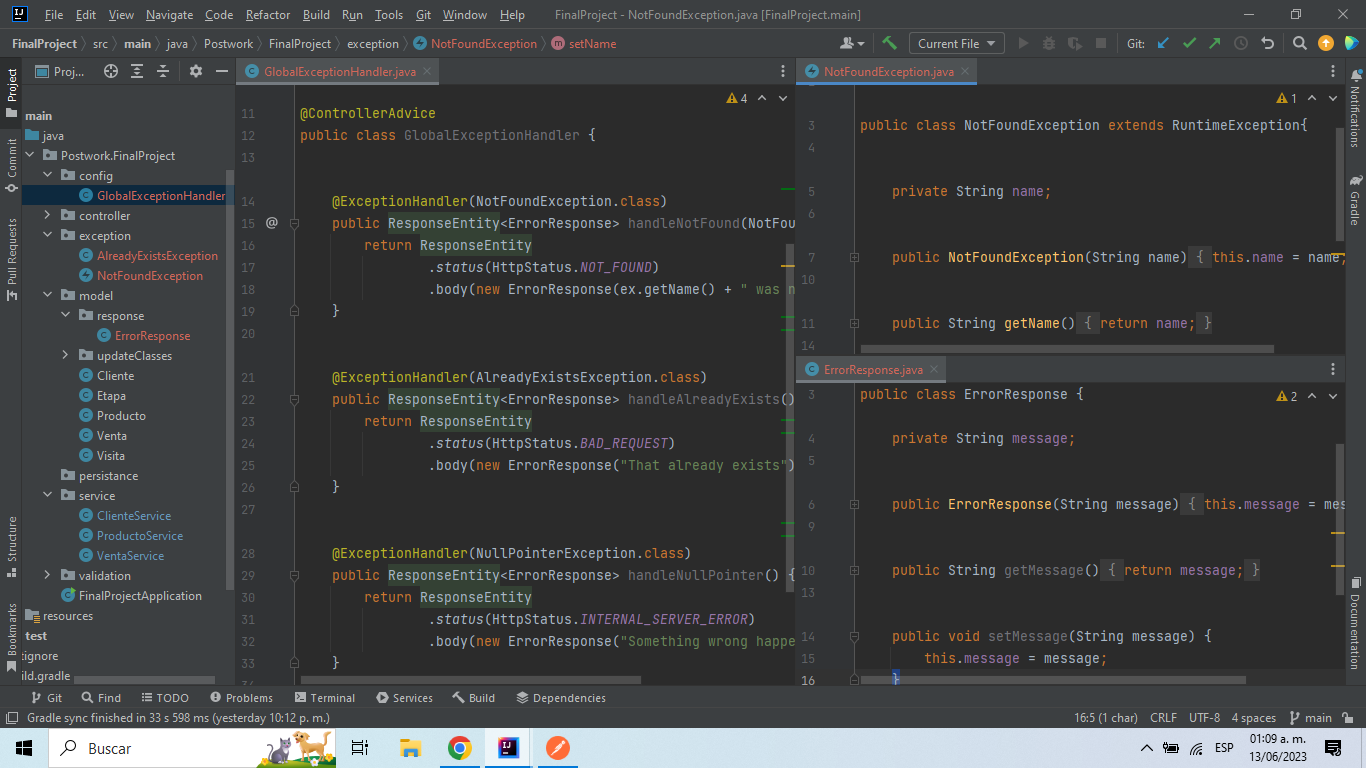 File Edit View Navigate Code Refactor Build Run Tools Git Window Help FinalProject - NotFoundException.java [FinalProject.main]
FinalProject src main java Postwork FinalProject exception NotFoundException setName Current File Git:
Project
Commit
Pull Requests
Structure
Bookmarks
Proj...
main
java
Postwork.FinalProject
config
GlobalExceptionHandler
controller
exception
AlreadyExistsException
NotFoundException
model
response
ErrorResponse
updateClasses
Cliente
Etapa
Producto
Venta
Visita
persistance
service
ClienteService
ProductoService
VentaService
validation
FinalProjectApplication
resources
test
tignore
ild.gradle
GlobalExceptionHandler.java
4
11 @ControllerAdvice
12 public class GlobalExceptionHandler {
13
14 @ExceptionHandler(NotFoundException.class)
15 @ public ResponseEntity<ErrorResponse> handleNotFound(NotFou
16 return ResponseEntity
17 .status(HttpStatus.NOT_FOUND)
18 .body(new ErrorResponse(ex.getName() + " was n
19 }
20
21 @ExceptionHandler(AlreadyExistsException.class)
22 public ResponseEntity<ErrorResponse> handleAlreadyExists()
23 return ResponseEntity
24 .status(HttpStatus.BAD_REQUEST)
25 .body(new ErrorResponse("That already exists")
26 }
27
28 @ExceptionHandler(NullPointerException.class)
29 public ResponseEntity<ErrorResponse> handleNullPointer() {
30 return ResponseEntity
31 .status(HttpStatus.INTERNAL_SERVER_ERROR)
32 .body(new ErrorResponse("Something wrong happe
33 }
NotFoundException.java
1
3 public class NotFoundException extends RuntimeException{
4
5 private String name;
6
7 public NotFoundException(String name) { this.name = name;
10
11 public String getName() { return name; }
14
ErrorResponse.java
2
3 public class ErrorResponse {
4 private String message;
5
6 public ErrorResponse(String message) { this.message = mes
9
10 public String getMessage() { return message; }
13
14 public void setMessage(String message) {
15 this.message = message;
16 }
Notifications
Gradle
Documentation
Git Find TODO Problems Terminal Services Build Dependencies
Gradle sync finished in 33 s 598 ms (yesterday 10:12 p. m.) 16:5 (1 char) CRLF UTF-8 4 spaces main
Buscar
ESP
01:09 a. m.
13/06/2023